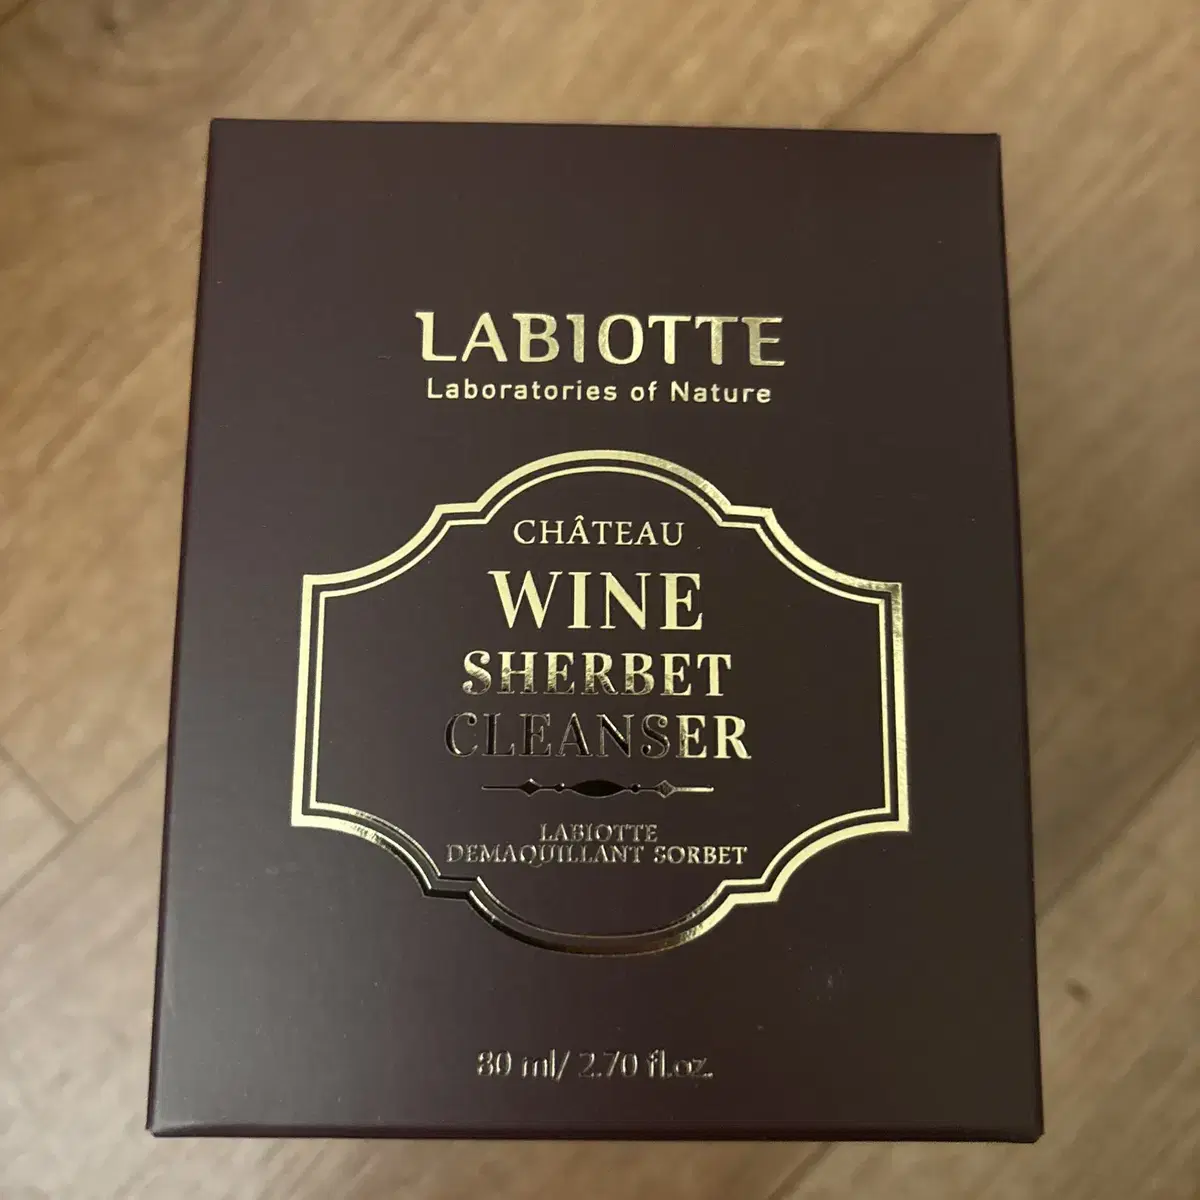 LABIOTTE
Laboratories of Nature
CHÂTEAU
WINE
SHERBET
CLEANSER
LABIOTTE
DEMAQUILLANT SORBET
80 ml/ 2.70 fl.oz.